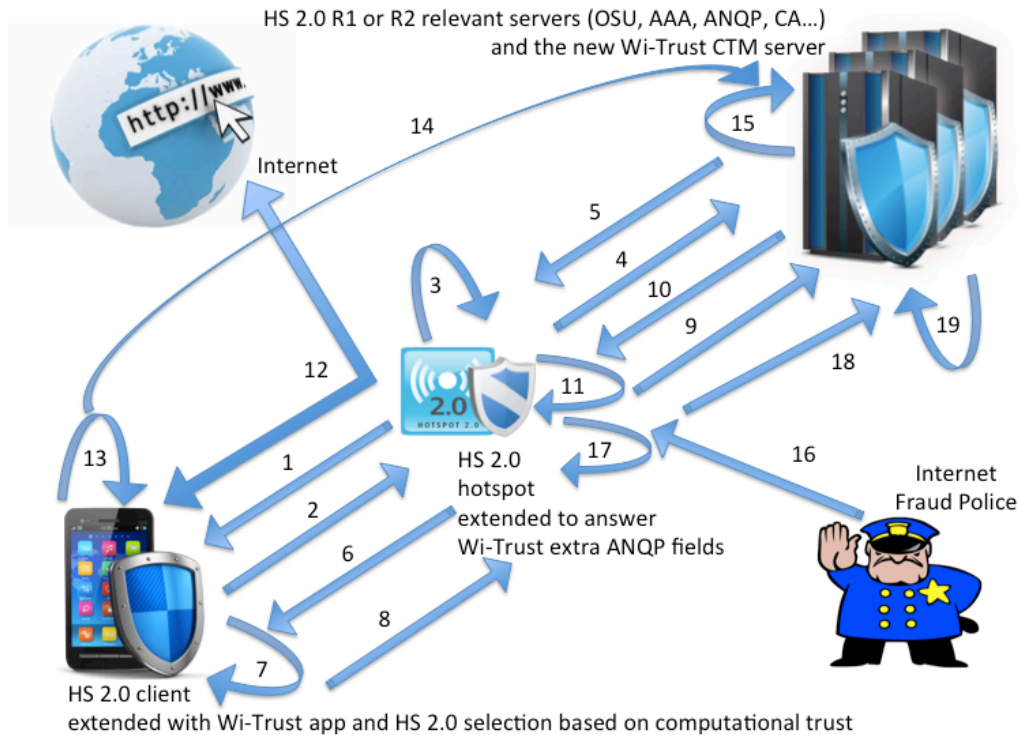 HS 2.0 R1 or R2 relevant servers (OSU, AAA, ANQP, CA...)
and the new Wi-Trust CTM server
http://www.
Internet
14
15
5
4
3
10
9
19
12
11
18
2.0
HOTSPOT 2.0
13
1
17
16
2
HS 2.0
hotspot
extended to answer
Wi-Trust extra ANQP fields
Internet
Fraud Police
6
8
7
HS 2.0 client
extended with Wi-Trust app and HS 2.0 selection based on computational trust